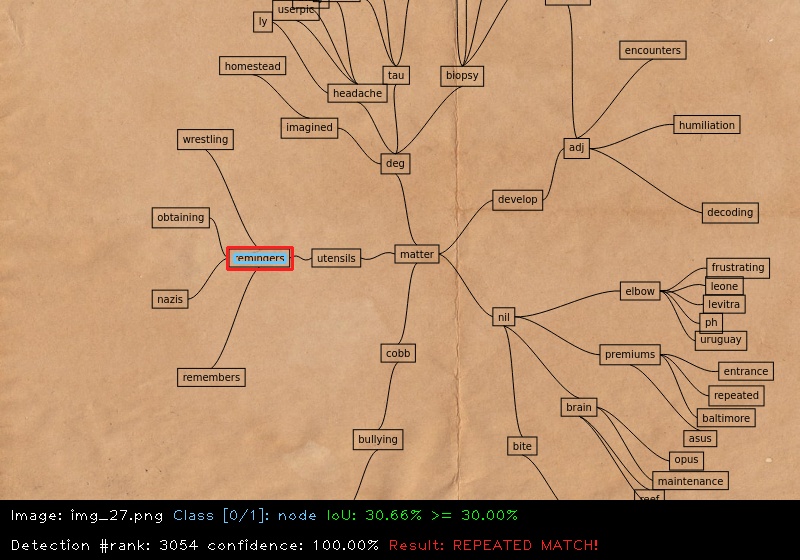 userpic
ly
homestead
tau
biopsy
encounters
headache
imagined
humiliation
wrestling
adj
deg
develop
decoding
obtaining
matter
utensils
frustrating
leone
elbow
levitra
nazis
nil
ph
uruguay
cobb
premiums
entrance
remembers
repeated
brain
baltimore
bullying
asus
bite
opus
maintenance
Image: img_27.png Class [0/1]: node IoU: 30.66% >= 30.00%
Detection #rank: 3054 confidence: 100.00% Result: REPEATED MATCH!